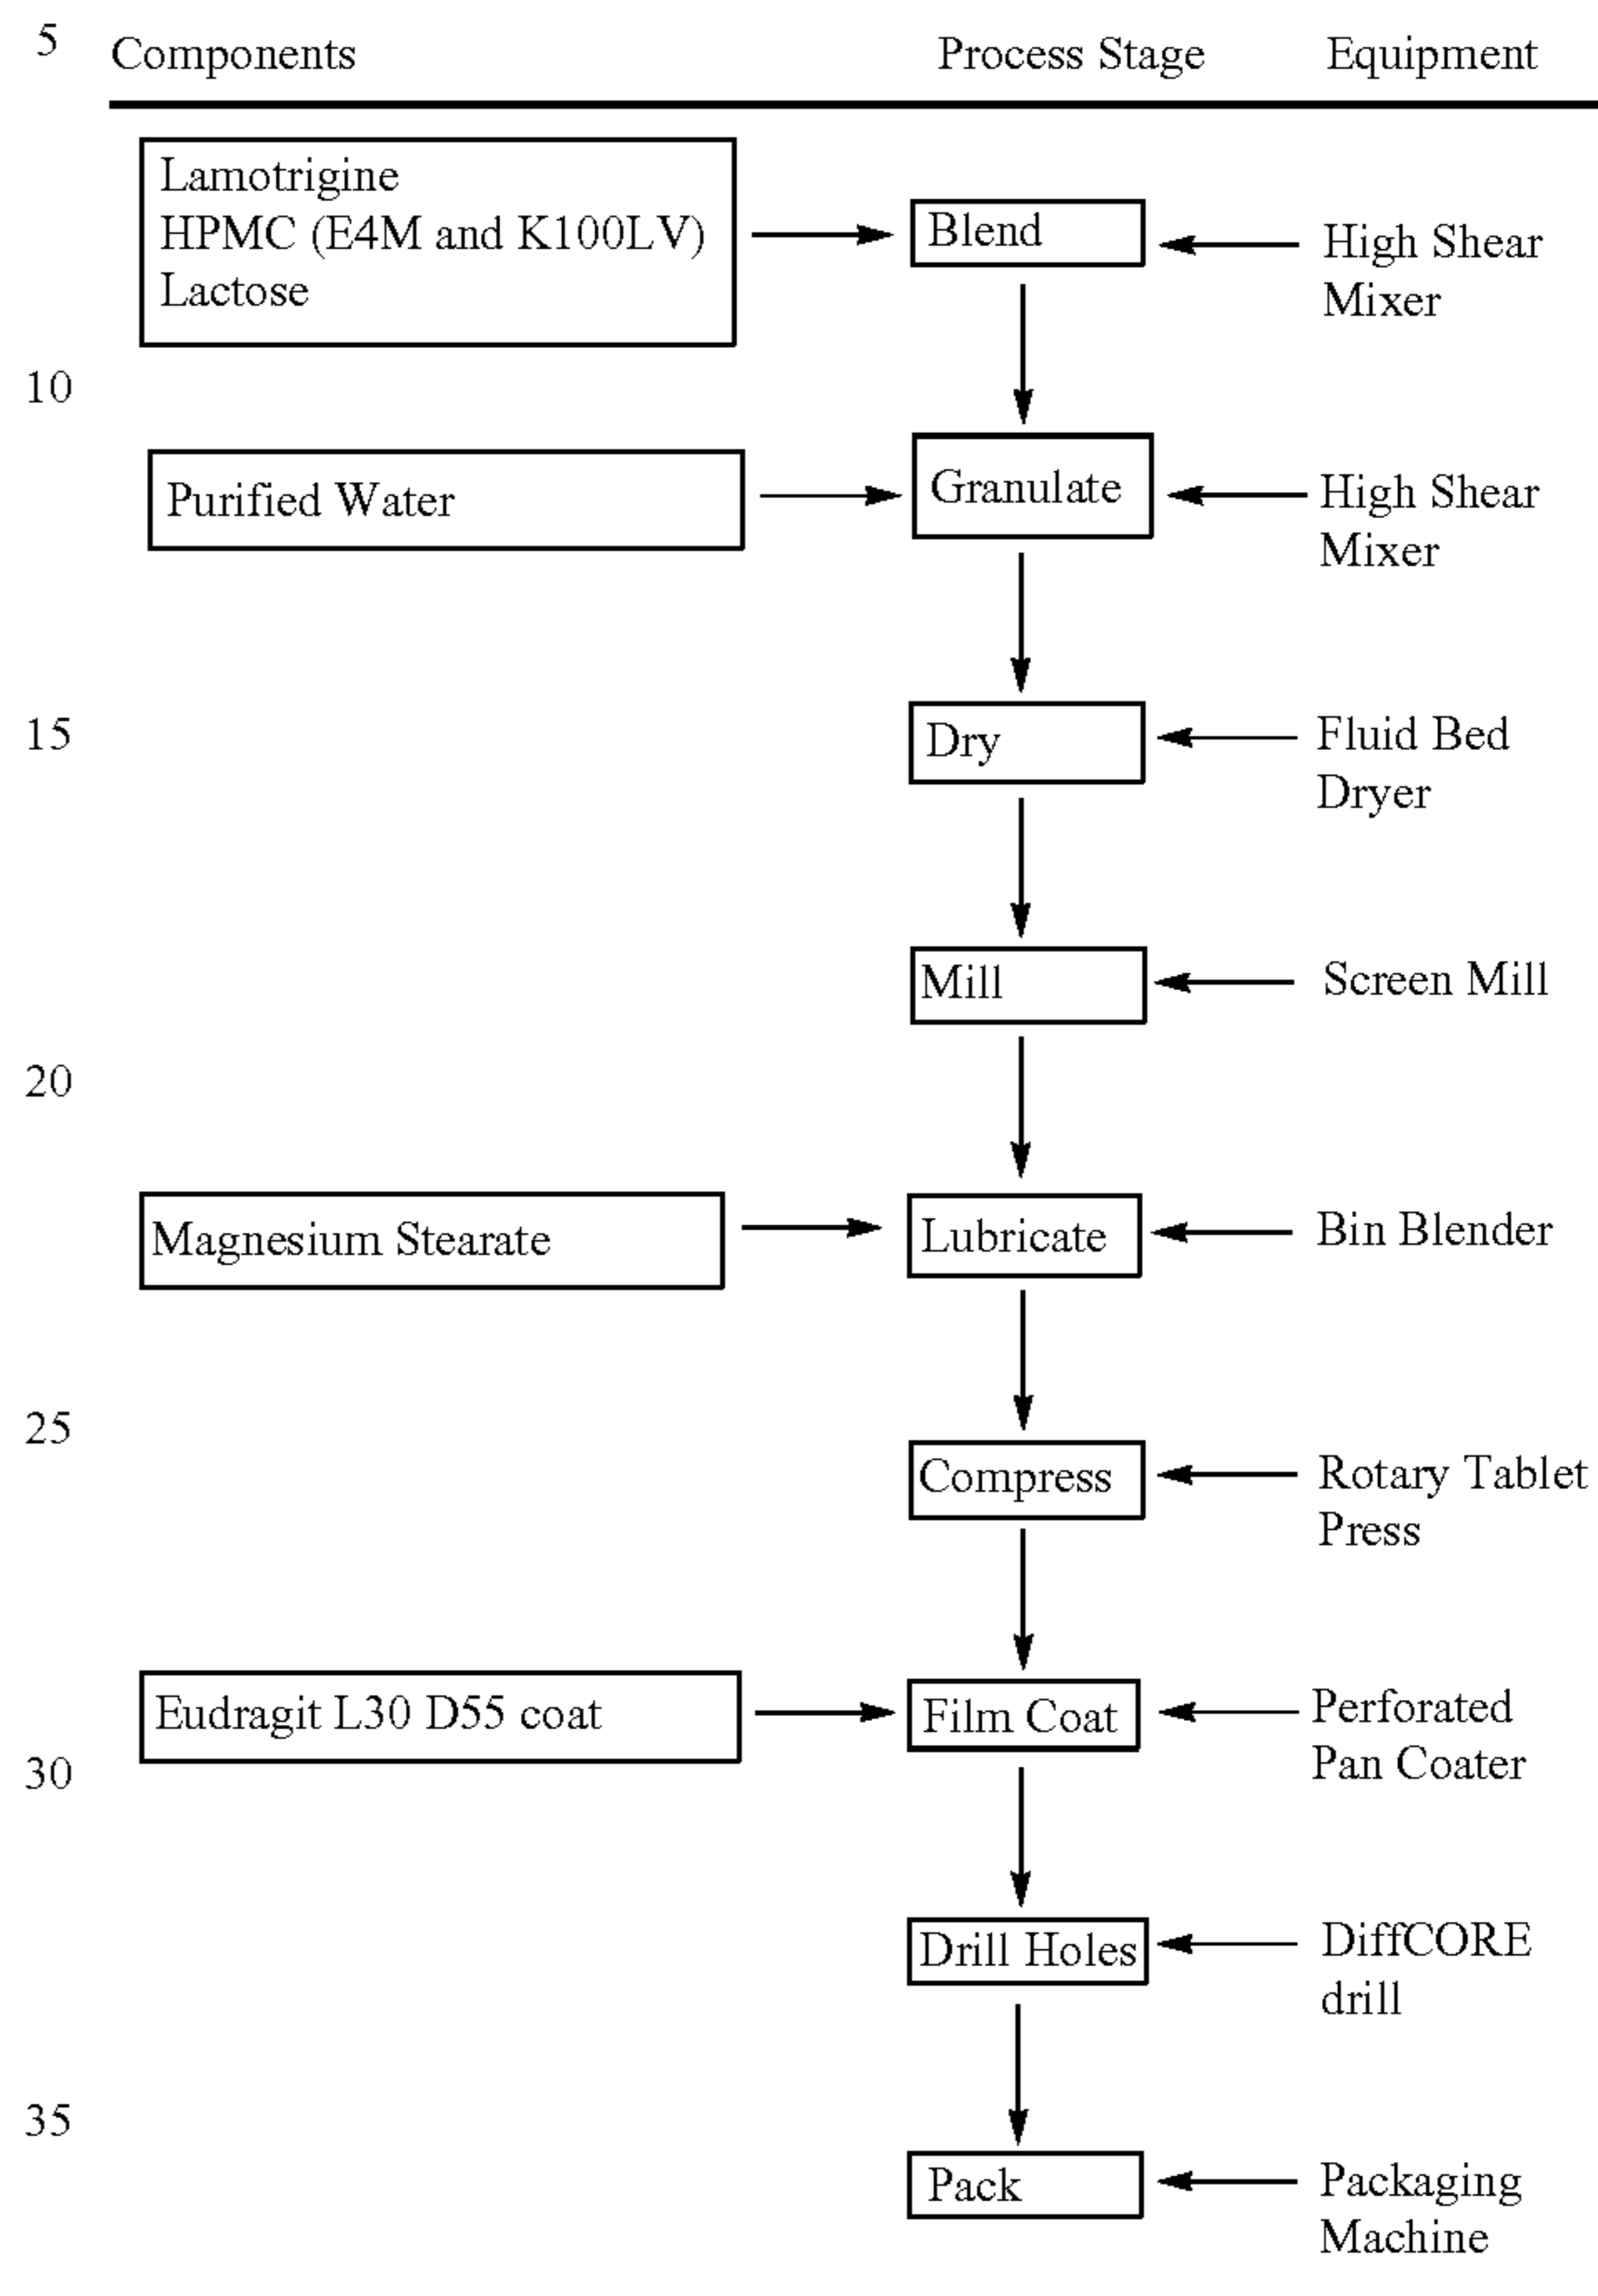 5
Components Process Stage Equipment
Lamotrigine
HPMC (E4M and K100LV)
Lactose
Blend
High Shear
Mixer
10
Purified Water
Granulate
High Shear
Mixer
15
Dry
Fluid Bed
Dryer
Mill
Screen Mill
20
Magnesium Stearate
Lubricate
Bin Blender
25
Compress
Rotary Tablet
Press
Eudragit L30 D55 coat
Film Coat
Perforated
Pan Coater
30
Drill Holes
DiffCORE
drill
35
Pack
Packaging
Machine